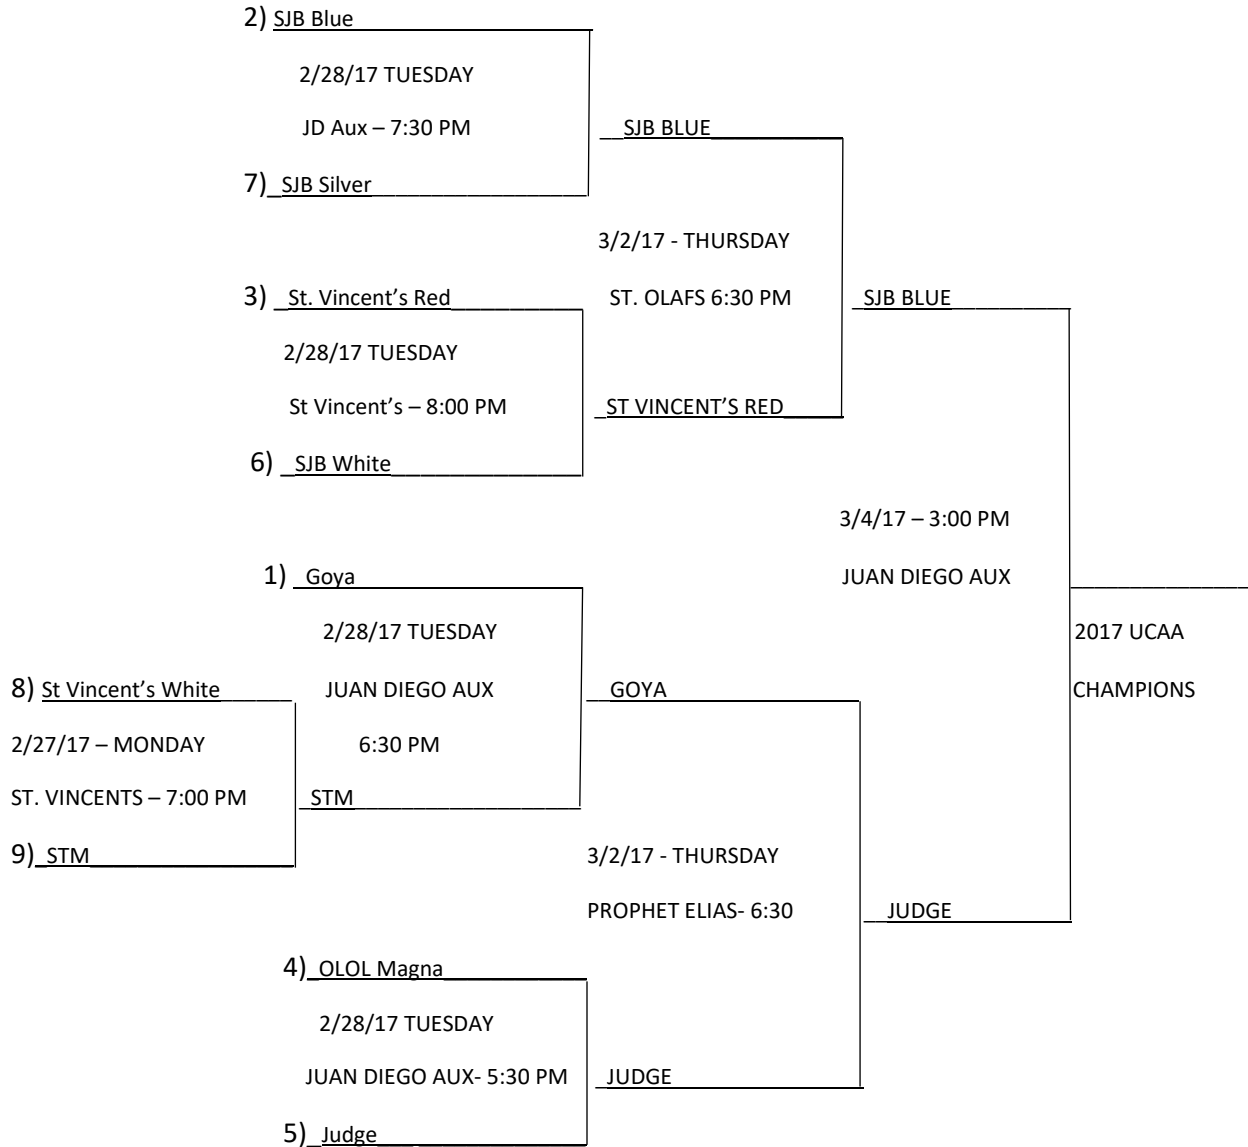 2) SJB Blue
2/28/17 TUESDAY
JD Aux – 7:30 PM
SJB BLUE
7) SJB Silver
3/2/17 - THURSDAY
3) St. Vincent's Red
ST. OLAFS 6:30 PM
SJB BLUE
2/28/17 TUESDAY
St Vincent's – 8:00 PM
ST VINCENT'S RED
6) SJB White
3/4/17 – 3:00 PM
1) Goya
JUAN DIEGO AUX
2/28/17 TUESDAY
2017 UCAA
8) St Vincent's White
JUAN DIEGO AUX
GOYA
CHAMPIONS
2/27/17 – MONDAY
6:30 PM
ST. VINCENTS – 7:00 PM
STM
9) STM
3/2/17 - THURSDAY
PROPHET ELIAS- 6:30
JUDGE
4) OLOL Magna
2/28/17 TUESDAY
JUAN DIEGO AUX- 5:30 PM
JUDGE
5) Judge